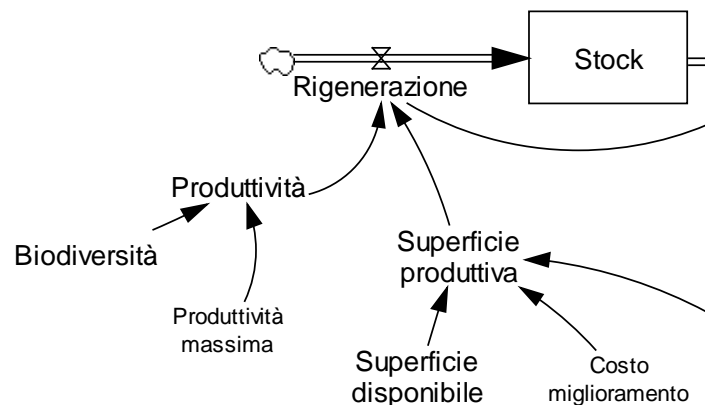 Stock
Rigenerazione
Produttività
Biodiversità
Superficie
produttiva
Produttività
massima
Superficie
disponibile
Costo
miglioramento